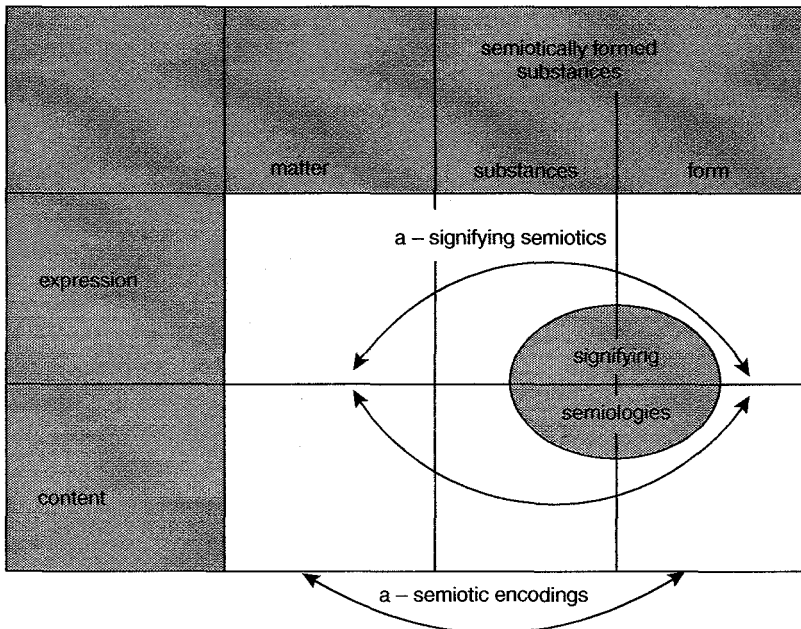 semiotically formed
substances
matter
substances
form
a – signifying semiotics
expression
signifying
semiologies
content
a – semiotic encodings